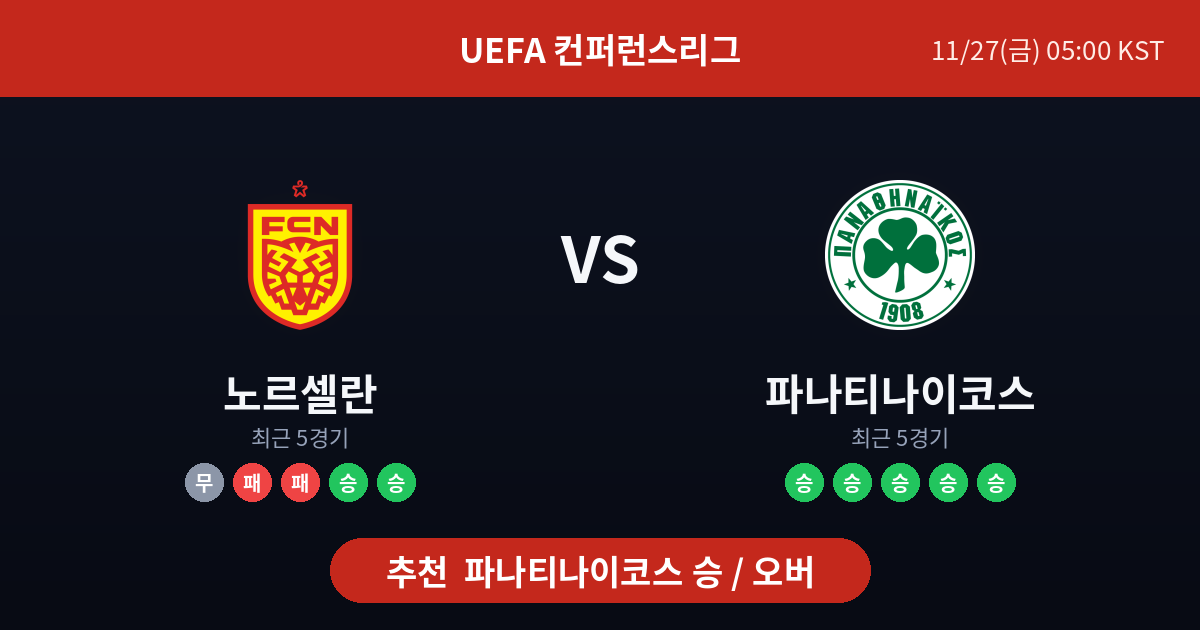 UEFA 컨퍼런스리그
11/27(금) 05:00 KST
FCN
VS
ΠΑΝΑΘΗΝΑΪΚΟΣ
1908
노르셀란
파나티나이코스
최근 5경기
최근 5경기
무 패 패 승 승
승 승 승 승 승
추천 파나티나이코스 승 / 오버